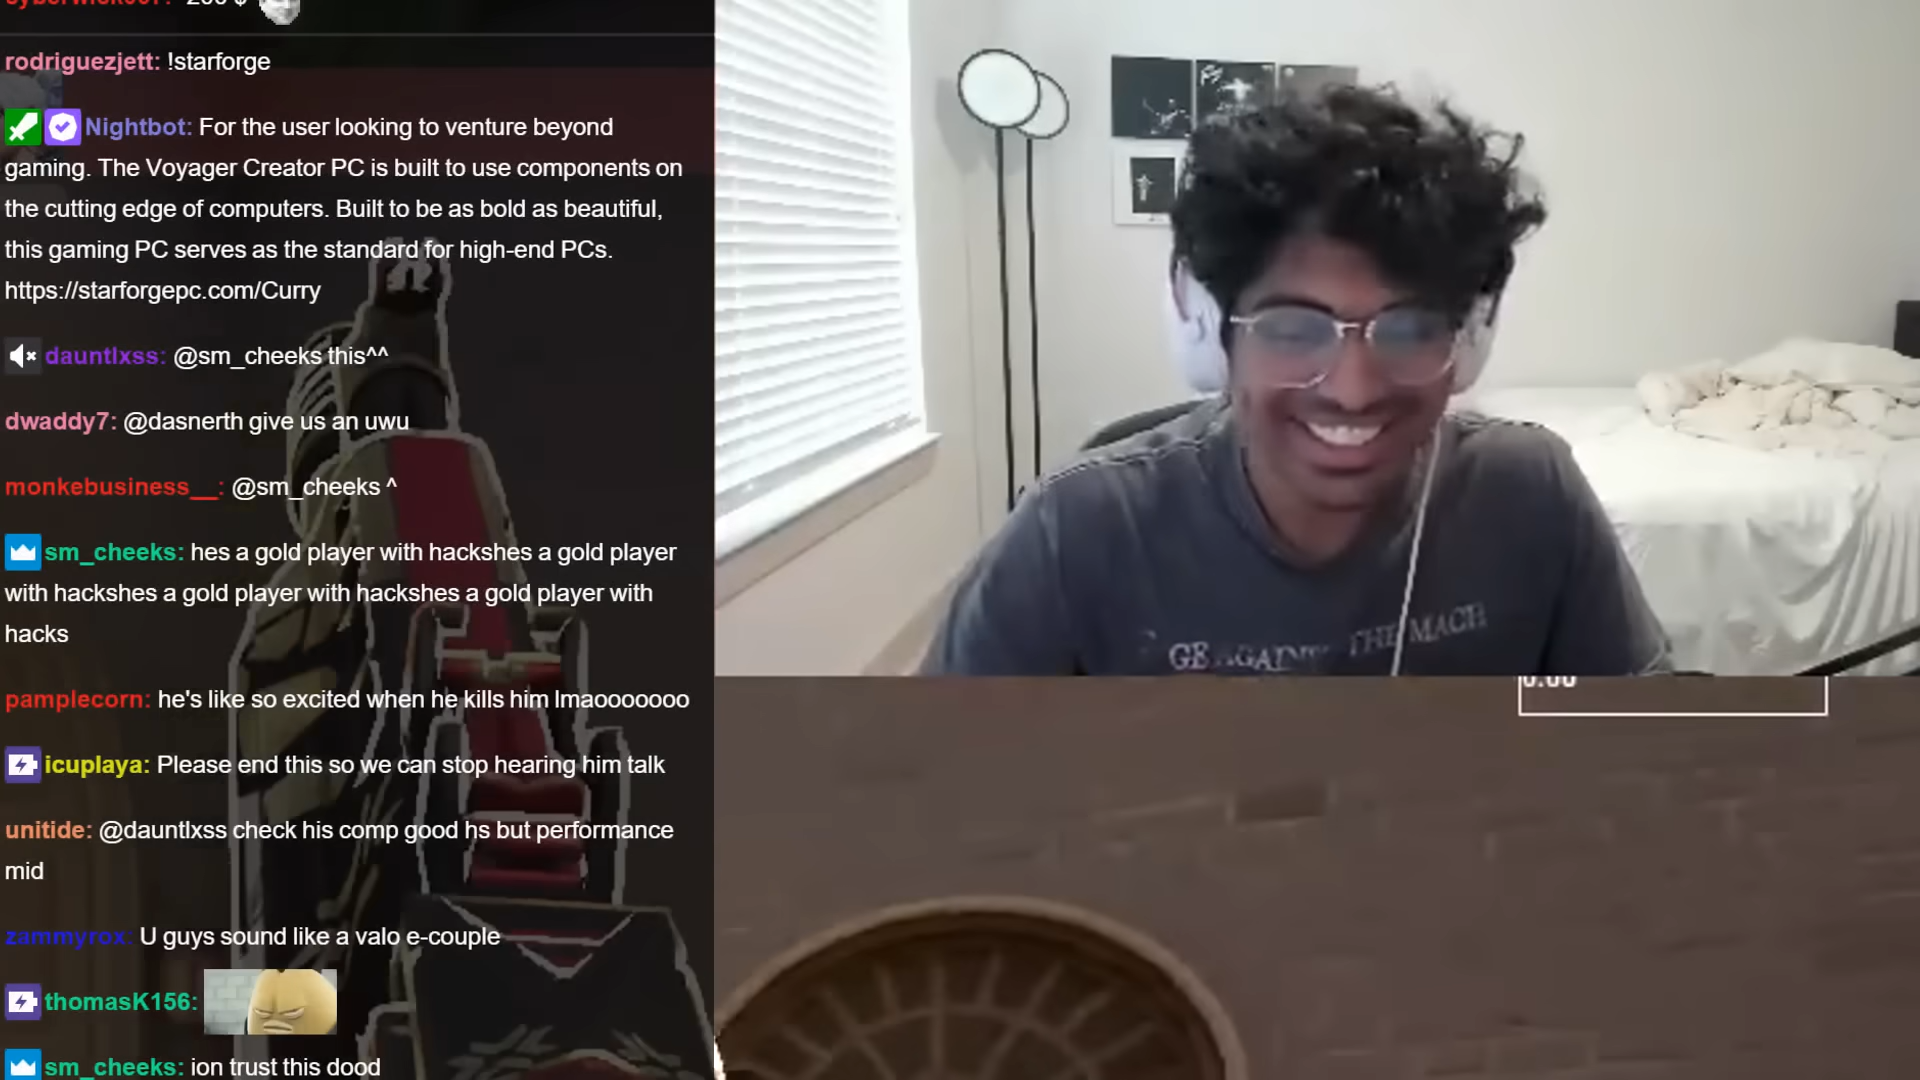 rodriguezjett: !starforge
Nightbot: For the user looking to venture beyond
gaming. The Voyager Creator PC is built to use components on
the cutting edge of computers. Built to be as bold as beautiful,
this gaming PC serves as the standard for high-end PCs.
https://starforgepc.com/Curry
dauntlxss: @sm_cheeks this^^
dwaddy7: @dasnerth give us an uwu
monkebusiness__: @sm_cheeks ^
sm_cheeks: hes a gold player with hackshes a gold player
with hackshes a gold player with hackshes a gold player with
hacks
pamplecorn: he's like so excited when he kills him lmaooooooo
icuplaya: Please end this so we can stop hearing him talk
unitide: @dauntlxss check his comp good hs but performance
mid
zammyrox: U guys sound like a valo e-couple
thomasK156:
sm_cheeks: ion trust this dood
GE AGAIN THE MACH
0.00